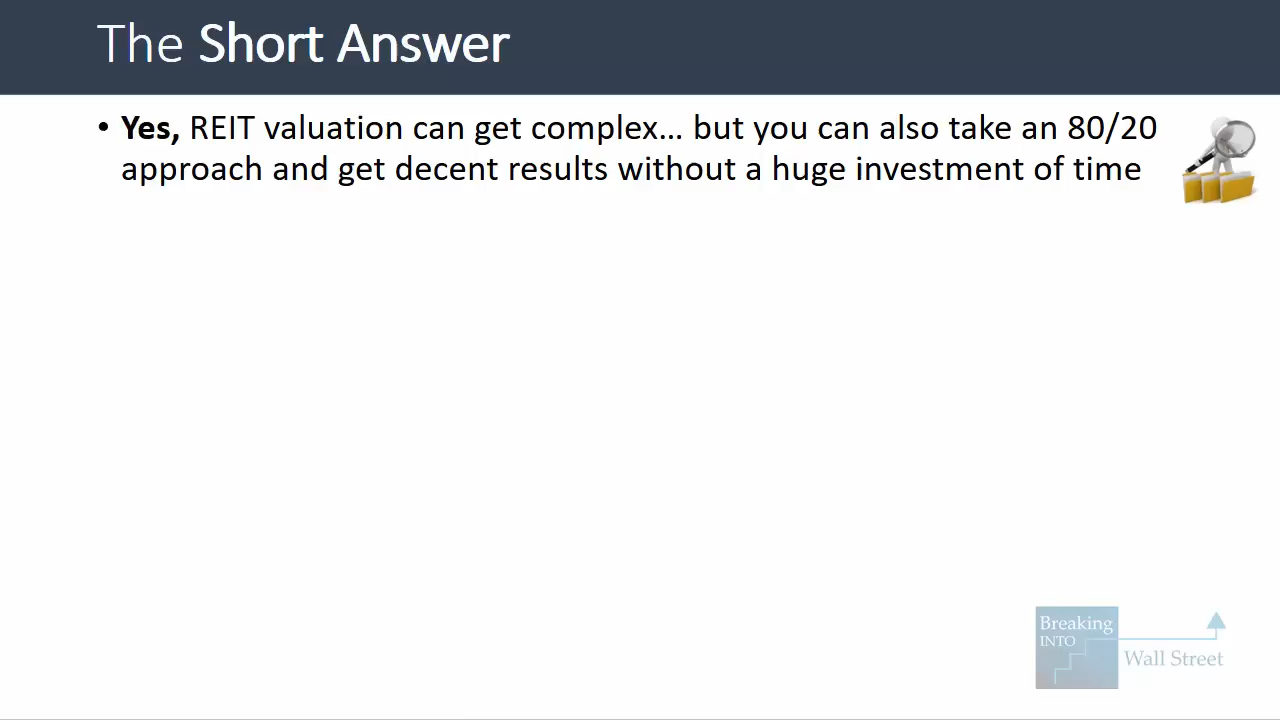 The Short Answer
• Yes, REIT valuation can get complex… but you can also take an 80/20
approach and get decent results without a huge investment of time
Breaking
INTO
Wall Street